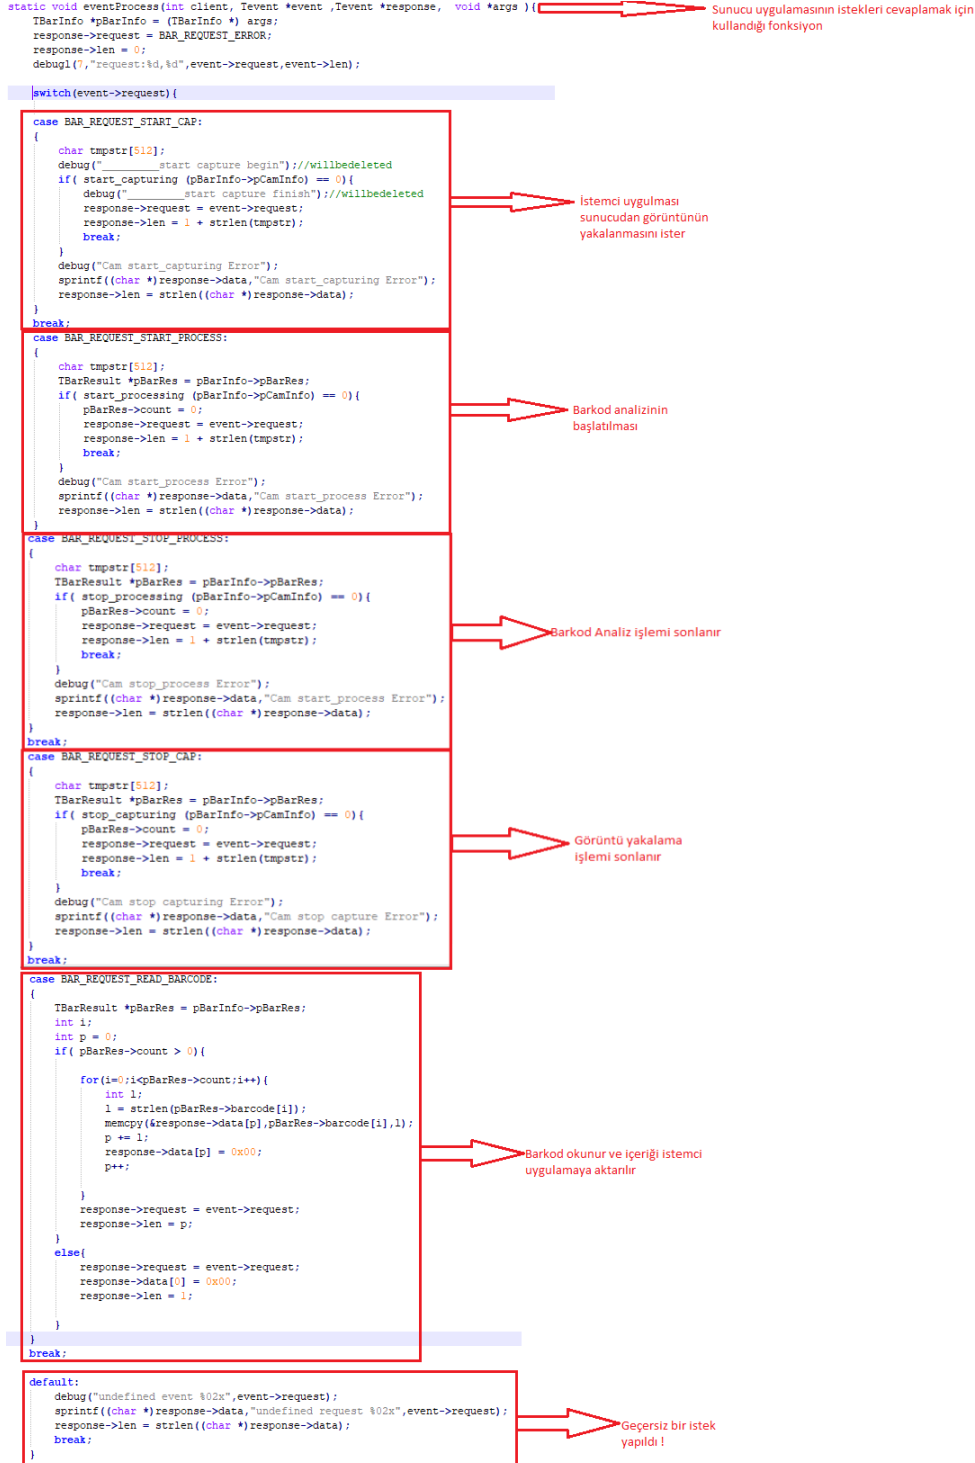 static void eventProcess(int client, Tevent *event ,Tevent *response,  void *args ){
Sunucu uygulamasının istekleri cevaplamak için
kullandığı fonksiyon
TBarInfo *pBarInfo = (TBarInfo *) args;
response->request = BAR_REQUEST_ERROR;
response->len = 0;
debugl(7,"request:%d,%d",event->request,event->len);
switch(event->request){
case BAR_REQUEST_START_CAP:
{
char tmpstr[512];
debug("_________start capture begin");//willbedeleted
if( start_capturing (pBarInfo->pCamInfo) == 0){
debug("_________start capture finish");//willbedeleted
response->request = event->request;
response->len = 1 + strlen(tmpstr);
break;
}
debug("Cam start_capturing Error");
sprintf((char *)response->data,"Cam start_capturing Error");
response->len = strlen((char *)response->data);
}
break;
İstemci uygulması
sunucudan görüntünün
yakalanmasını ister
case BAR_REQUEST_START_PROCESS:
{
char tmpstr[512];
TBarResult *pBarRes = pBarInfo->pBarRes;
if( start_processing (pBarInfo->pCamInfo) == 0){
pBarRes->count = 0;
response->request = event->request;
response->len = 1 + strlen(tmpstr);
break;
}
debug("Cam start_process Error");
sprintf((char *)response->data,"Cam start_process Error");
response->len = strlen((char *)response->data);
}
Barkod analizinin
başlatılması
case BAR_REQUEST_STOP_PROCESS:
{
char tmpstr[512];
TBarResult *pBarRes = pBarInfo->pBarRes;
if( stop_processing (pBarInfo->pCamInfo) == 0){
pBarRes->count = 0;
response->request = event->request;
response->len = 1 + strlen(tmpstr);
break;
}
debug("Cam stop_process Error");
sprintf((char *)response->data,"Cam start_process Error");
response->len = strlen((char *)response->data);
}
break;
Barkod Analiz işlemi sonlanır
case BAR_REQUEST_STOP_CAP:
{
char tmpstr[512];
TBarResult *pBarRes = pBarInfo->pBarRes;
if( stop_capturing (pBarInfo->pCamInfo) == 0){
pBarRes->count = 0;
response->request = event->request;
response->len = 1 + strlen(tmpstr);
break;
}
debug("Cam stop capturing Error");
sprintf((char *)response->data,"Cam stop capture Error");
response->len = strlen((char *)response->data);
}
break;
Görüntü yakalama
işlemi sonlanır
case BAR_REQUEST_READ_BARCODE:
{
TBarResult *pBarRes = pBarInfo->pBarRes;
int i;
int p = 0;
if( pBarRes->count > 0){
for(i=0;i<pBarRes->count;i++){
int l;
l = strlen(pBarRes->barcode[i]);
memcpy(&response->data[p],pBarRes->barcode[i],l);
p += l;
response->data[p] = 0x00;
p++;
}
response->request = event->request;
response->len = p;
}
else{
response->request = event->request;
response->data[0] = 0x00;
response->len = 1;
}
}
break;
Barkod okunur ve içeriği istemci
uygulamaya aktarılır
default:
debug("undefined event %02x",event->request);
sprintf((char *)response->data,"undefined request %02x",event->request);
response->len = strlen((char *)response->data);
break;
}
Geçersiz bir istek
yapıldı !